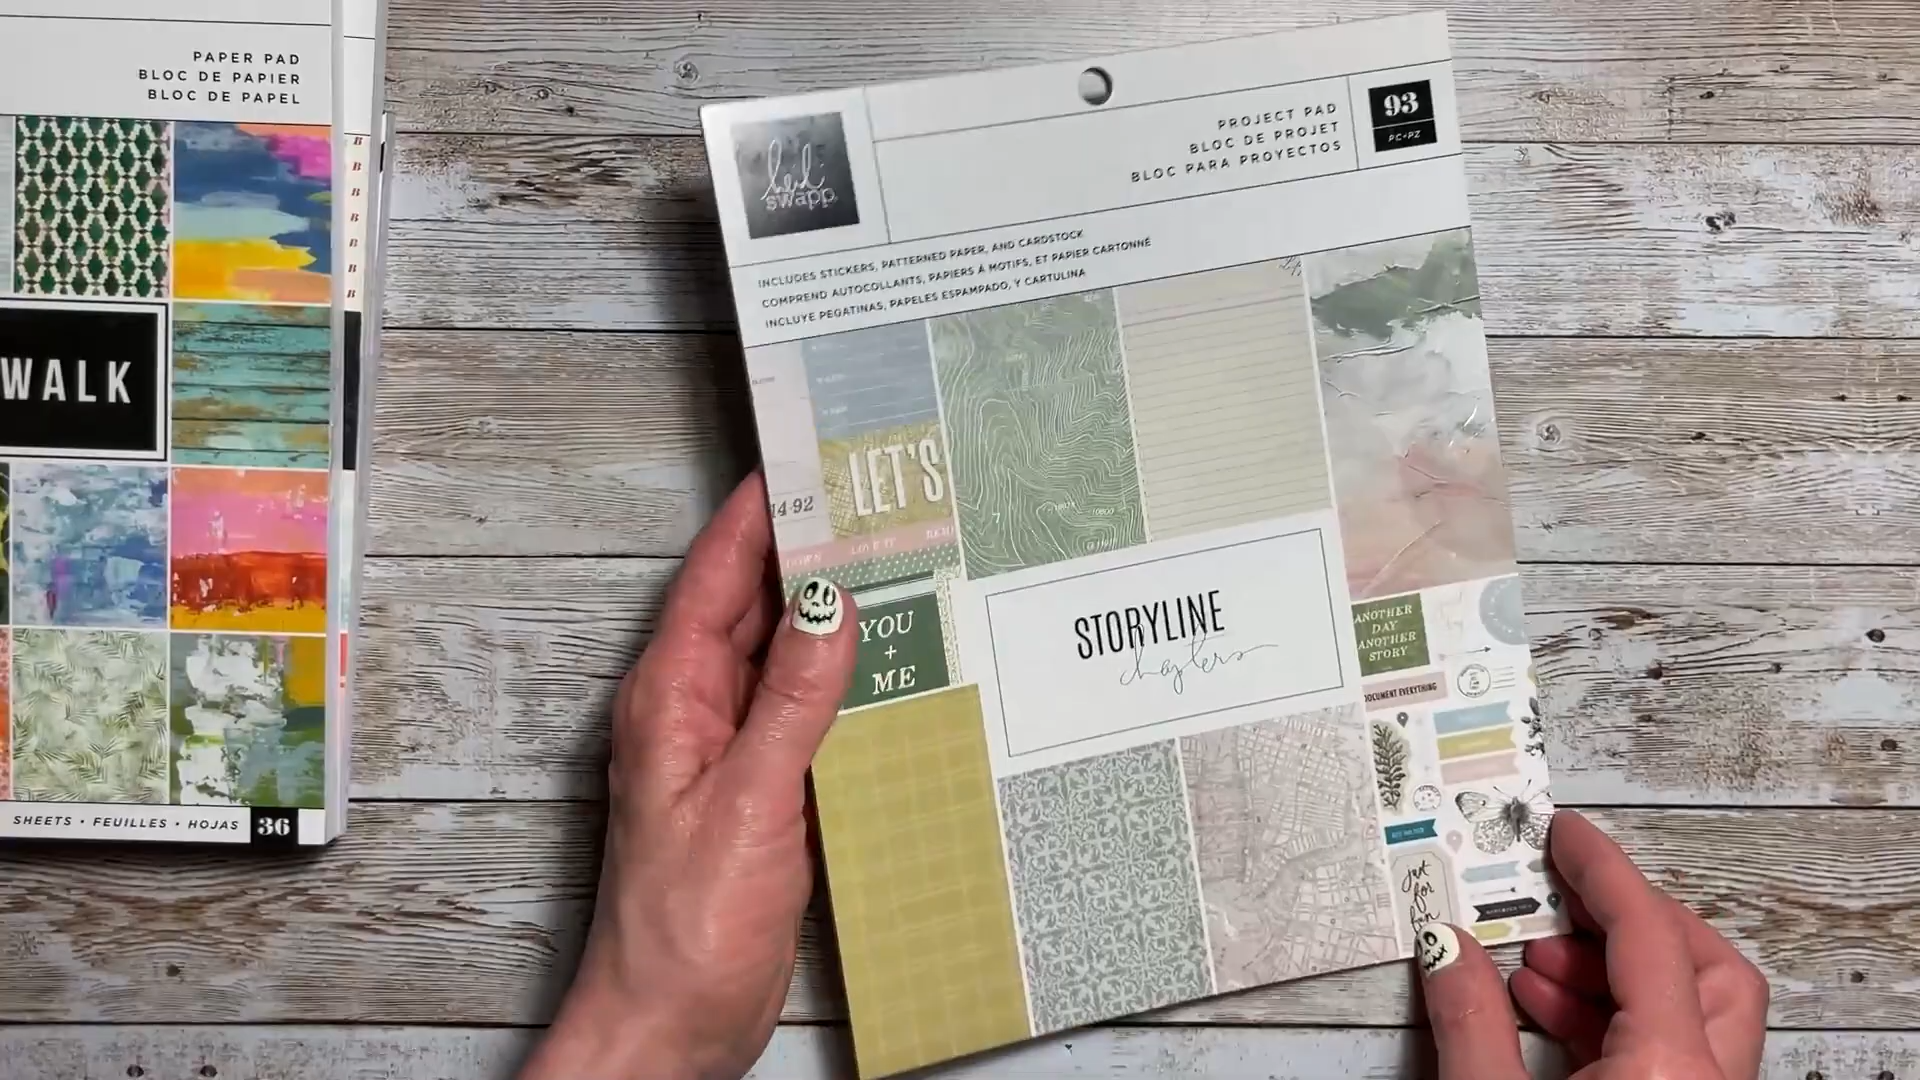 PAPER PAD
BLOC DE PAPIER
BLOC DE PAPEL
WALK
SHEETS • FEUILLES • HOJAS 36
heidi
swapp
PROJECT PAD
BLOC DE PROJET
BLOC PARA PROYECTOS
93
PC•PZ
INCLUDES STICKERS, PATTERNED PAPER, AND CARDSTOCK
COMPREND AUTOCOLLANTS, PAPIERS À MOTIFS, ET PAPIER CARTONNÉ
INCLUYE PEGATINAS, PAPELES ESPAMPADO, Y CARTULINA
LET'S
14-92
LOVE IT
YOU
+
ME
STORYLINE
chapters
ANOTHER
DAY
ANOTHER
STORY
DOCUMENT EVERYTHING
just
for
fun